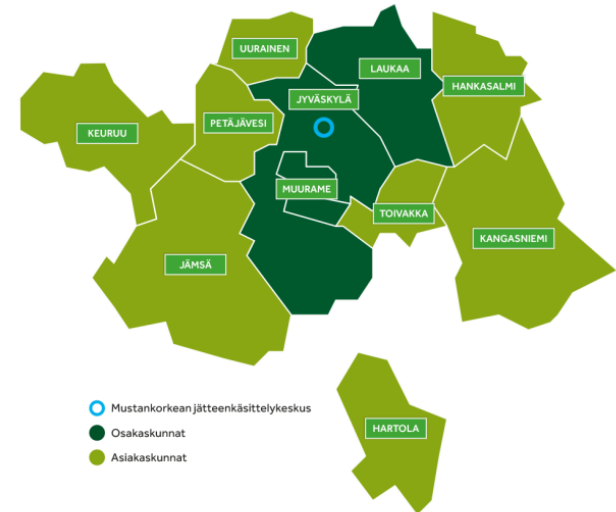 UURAINEN
LAUKAA
HANKASALMI
JYVÄSKYLÄ
PETÄJÄVESI
KEURUU
MUURAME
TOIVAKKA
KANGASNIEMI
JÄMSÄ
Mustankorkean jätteenkäsittelykeskus
Osakaskunnat
Asiakaskunnat
HARTOLA